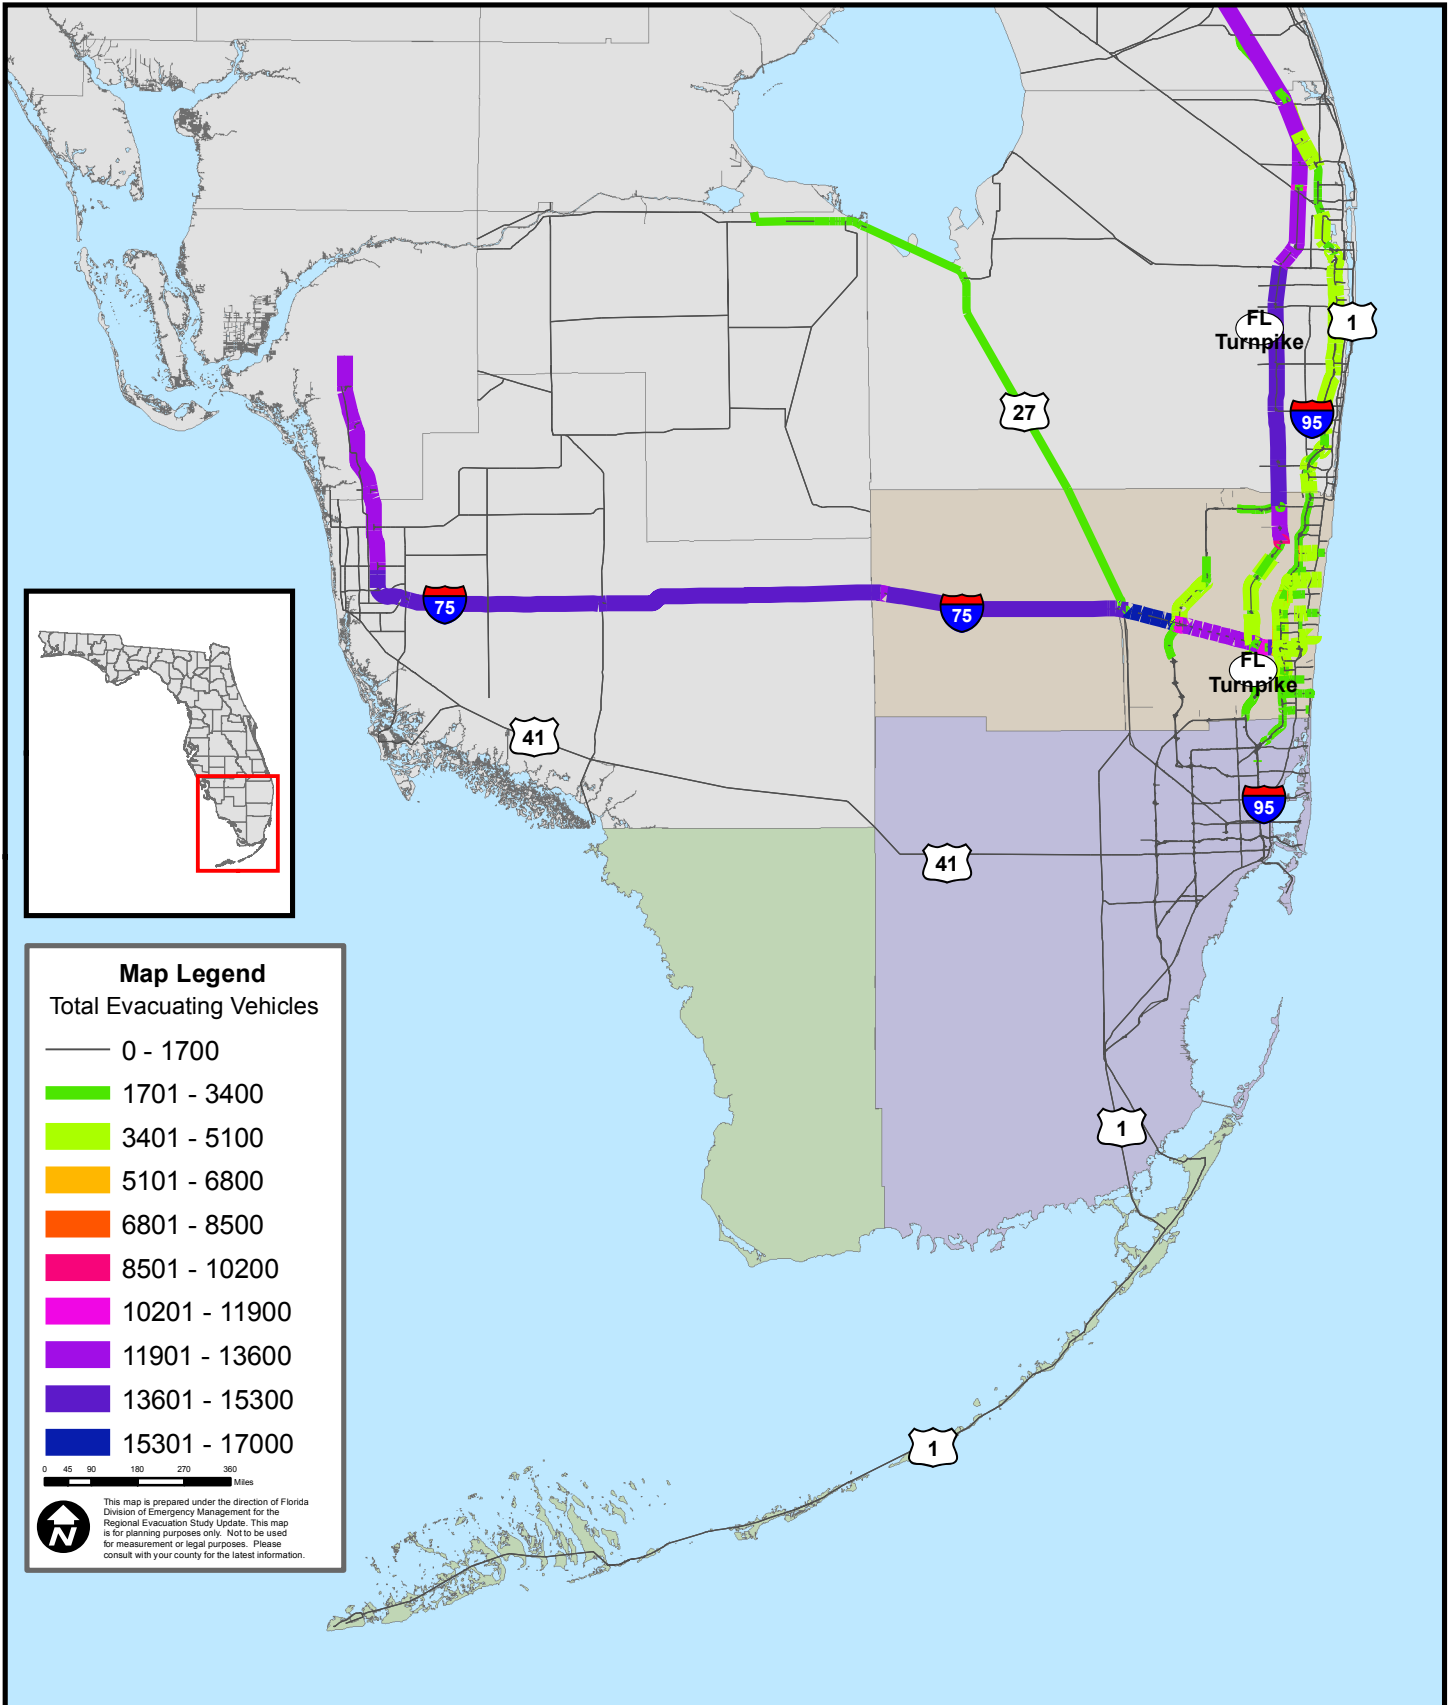 FL
Turnpike
1
95
27
75
75
FL
Turnpike
41
95
41
1
1
Map Legend
Total Evacuating Vehicles
0 - 1700
1701 - 3400
3401 - 5100
5101 - 6800
6801 - 8500
8501 - 10200
10201 - 11900
11901 - 13600
13601 - 15300
15301 - 17000
0 45 90 180 270 360
Miles
N
This map is prepared under the direction of Florida
Division of Emergency Management for the
Regional Evacuation Study Update. This map
is for planning purposes only. Not to be used
for measurement or legal purposes. Please
consult with your county for the latest information.